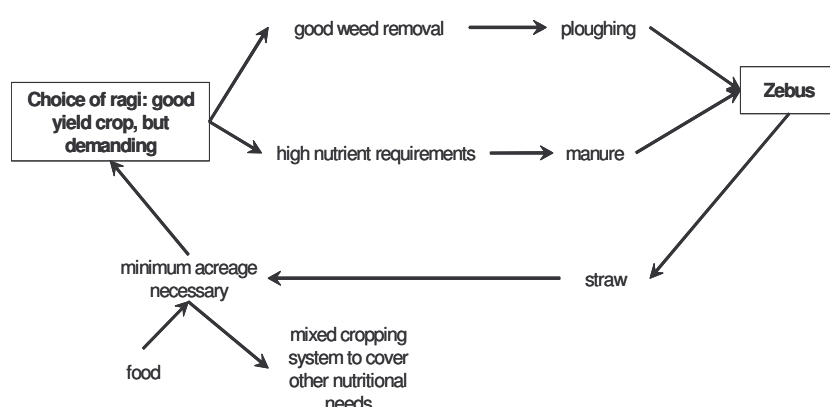 good weed removal
ploughing
Choice of ragi: good
yield crop, but
demanding
Zebus
high nutrient requirements
manure
minimum acreage
necessary
straw
mixed cropping
system to cover
other nutritional
needs
food